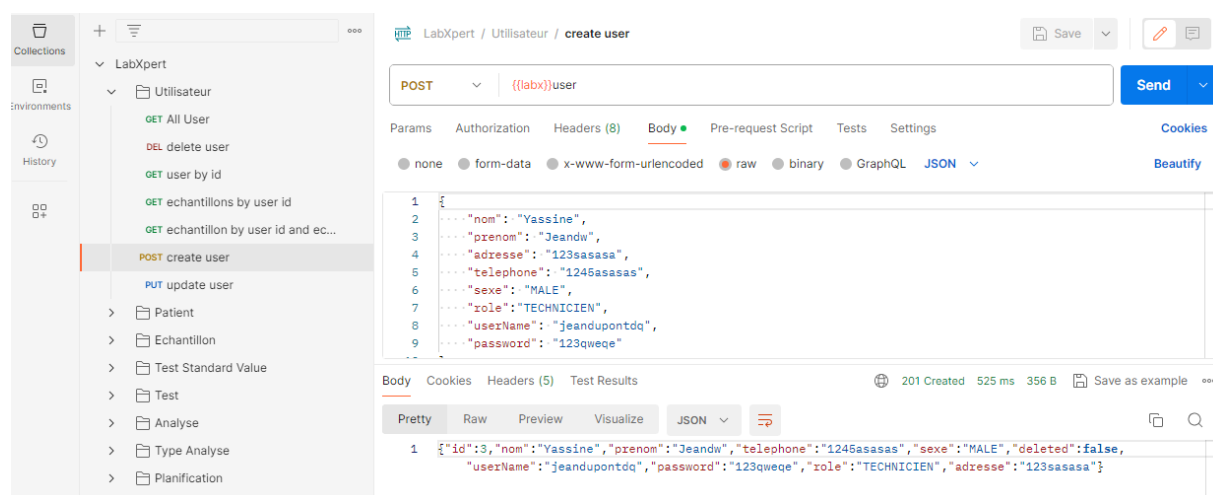 Collections
Environments
History
LabXpert
Utilisateur
GET All User
DEL delete user
GET user by id
GET echantillons by user id
GET echantillon by user id and ec...
POST create user
PUT update user
Patient
Echantillon
Test Standard Value
Test
Analyse
Type Analyse
Planification
HTTP LabXpert / Utilisateur / create user
Save
POST {{labx}}user
Send
Params Authorization Headers (8) Body Pre-request Script Tests Settings Cookies
none form-data x-www-form-urlencoded raw binary GraphQL JSON Beautify
1 {
2 "nom": "Yassine",
3 "prenom": "Jeandw",
4 "adresse": "123sasasa",
5 "telephone": "1245asasas",
6 "sexe": "MALE",
7 "role":"TECHNICIEN",
8 "userName": "jeandupontdq",
9 "password": "123qweqe"
Body Cookies Headers (5) Test Results 201 Created 525 ms 356 B Save as example
Pretty Raw Preview Visualize JSON
1 {"id":3,"nom":"Yassine","prenom":"Jeandw","telephone":"1245asasas","sexe":"MALE","deleted":false,
"userName":"jeandupontdq","password":"123qweqe","role":"TECHNICIEN","adresse":"123sasasa"}